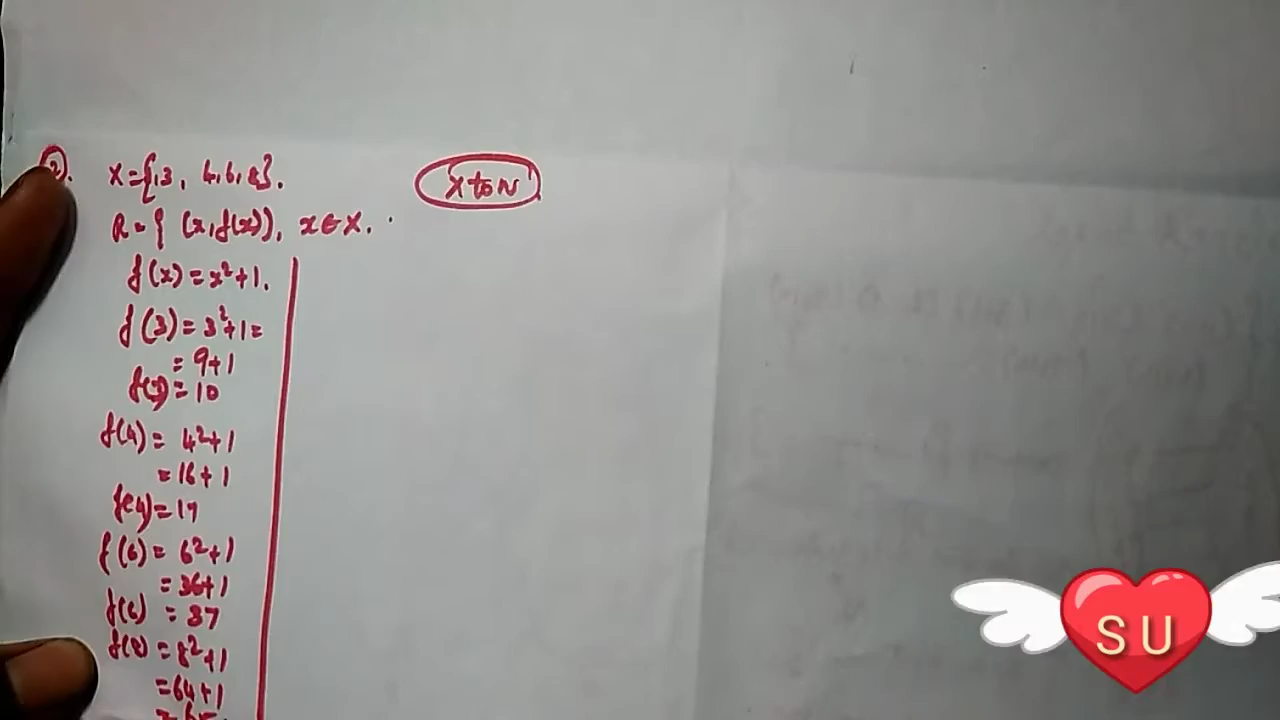 2.
X={,3, 4,6,8}.
X to N
R={ (x,f(x)), x∈X.
f(x)=x²+1.
f(3)=3²+1=
= 9+1
f(3)=10
f(4)= 4²+1
=16+1
f(4)=17
f(6)= 6²+1
=36+1
f(6) =37
f(8) =8²+1
=64+1
=65
SU